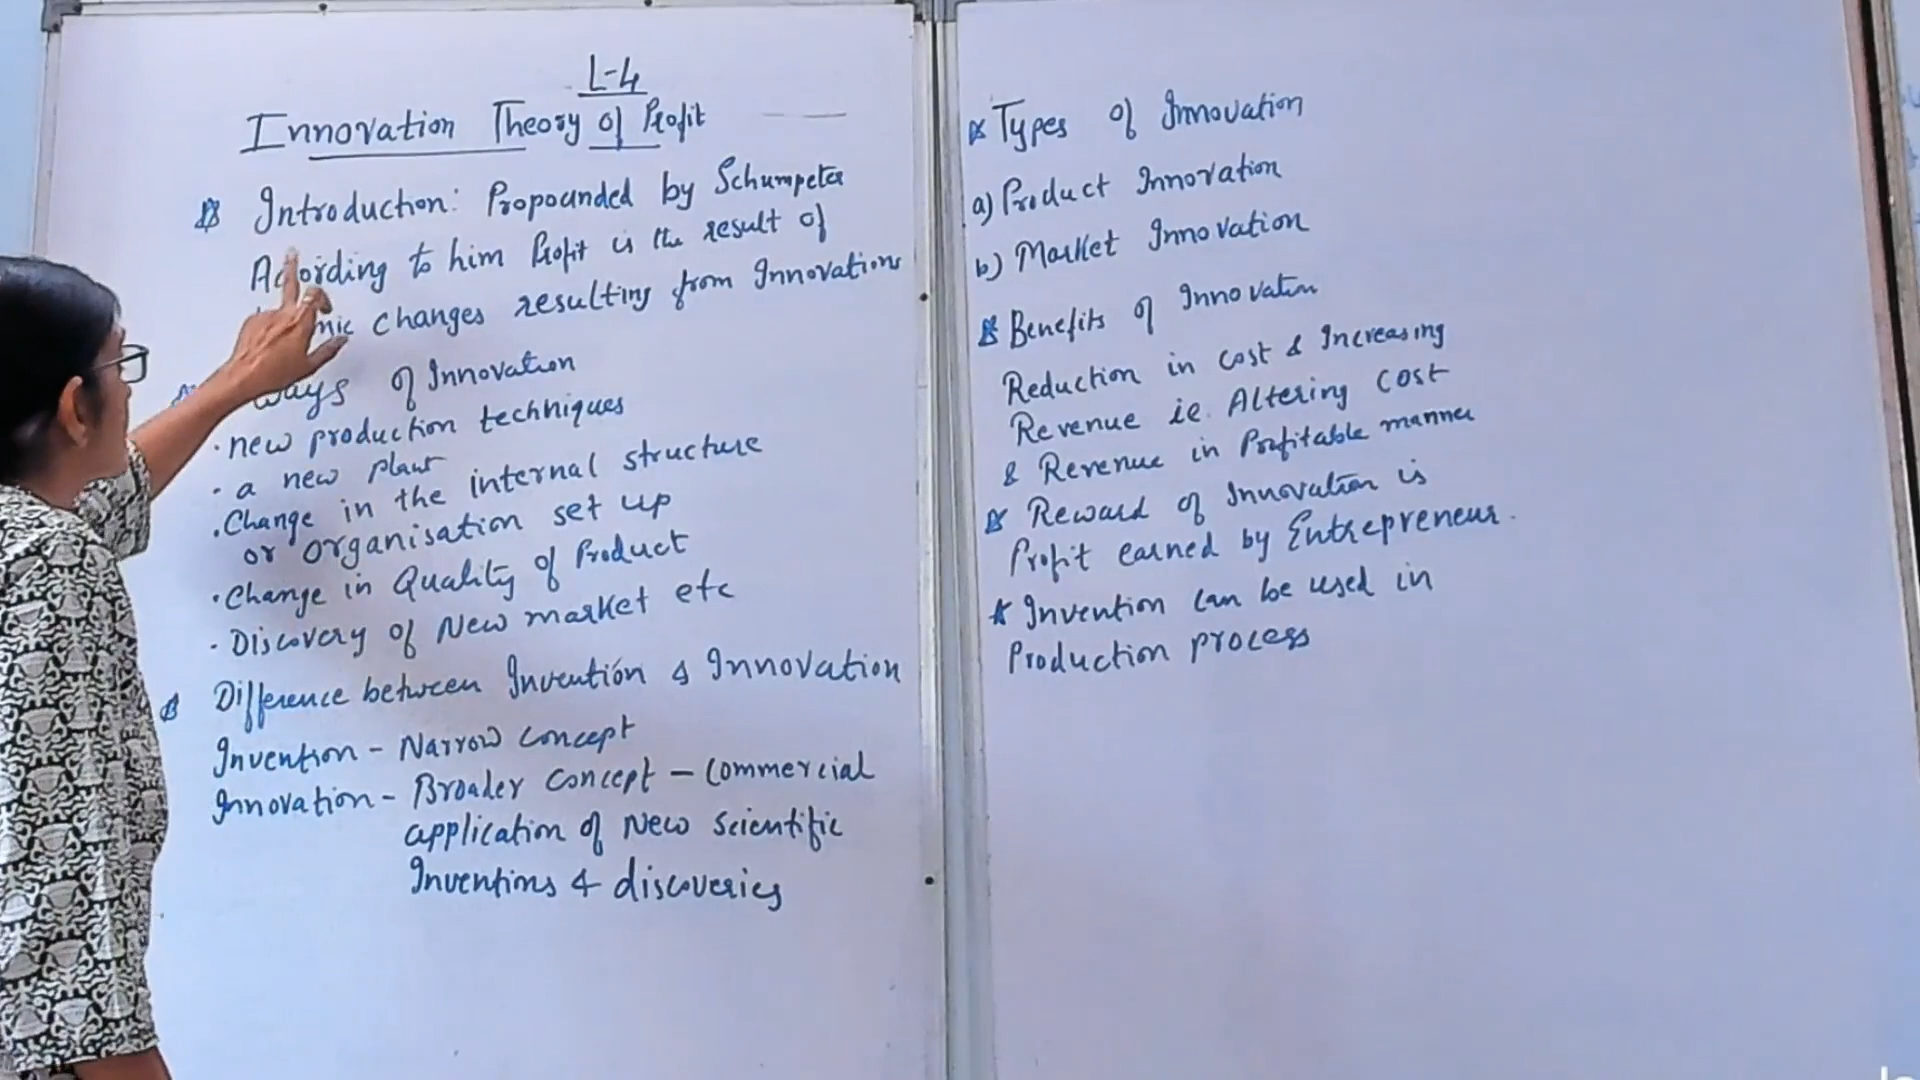 L-4
Innovation Theory of Profit
Introduction: Propounded by Schumpeter
According to him Profit is the result of
changes resulting from Innovations
ways of Innovation
· new production techniques
· a new plant
· Change in the internal structure
or organisation set up
· Change in Quality of Product
· Discovery of New market etc
Difference between Invention & Innovation
Invention - Narrow concept
Innovation - Broader concept - commercial
application of New scientific
Inventions & discoveries
Types of Innovation
a) Product Innovation
b) Market Innovation
Benefits of Innovation
Reduction in cost & Increasing
Revenue ie. Altering cost
& Revenue in Profitable manner
Reward of Innovation is
Profit earned by Entrepreneur.
Invention can be used in
Production process